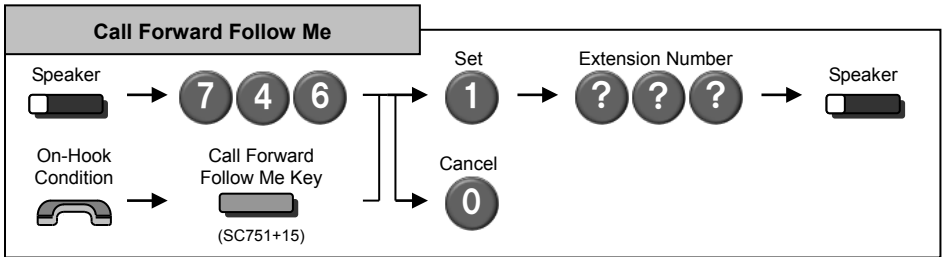 Call Forward Follow Me
Speaker
7 4 6
Set
1
Extension Number
? ? ?
Speaker
On-Hook
Condition
Call Forward
Follow Me Key
(SC751+15)
Cancel
0